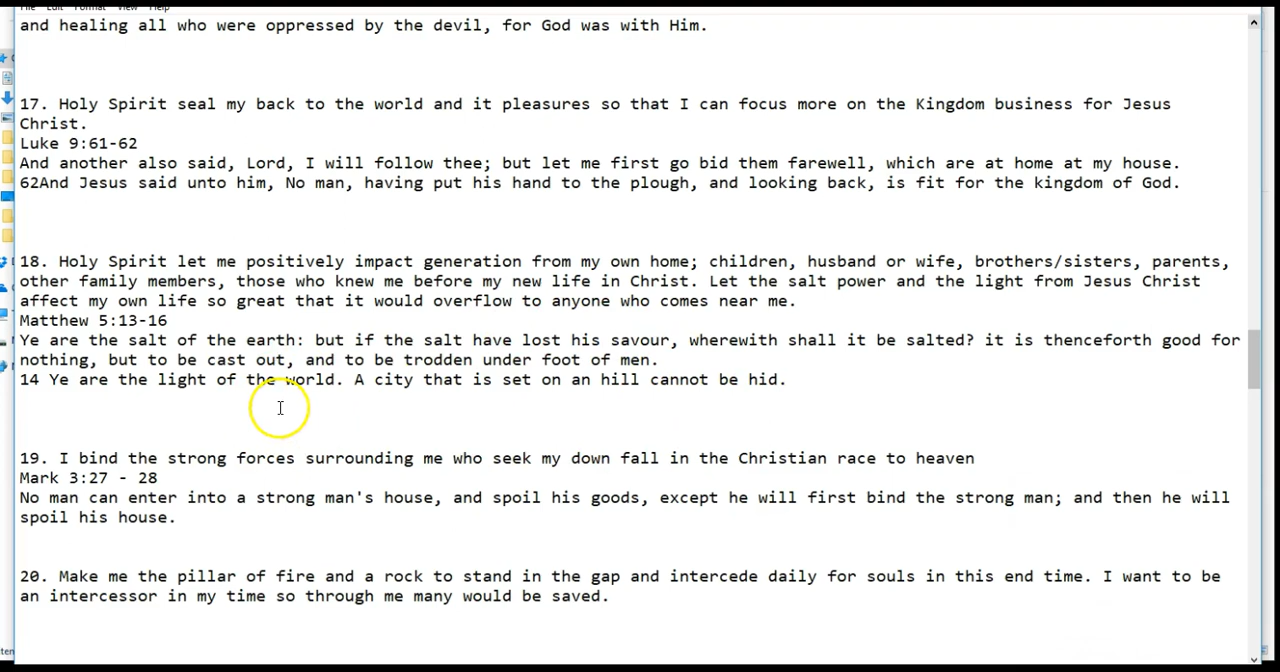 File Edit Format View Help
and healing all who were oppressed by the devil, for God was with Him.
17. Holy Spirit seal my back to the world and it pleasures so that I can focus more on the Kingdom business for Jesus
Christ.
Luke 9:61-62
And another also said, Lord, I will follow thee; but let me first go bid them farewell, which are at home at my house.
62And Jesus said unto him, No man, having put his hand to the plough, and looking back, is fit for the kingdom of God.
18. Holy Spirit let me positively impact generation from my own home; children, husband or wife, brothers/sisters, parents,
other family members, those who knew me before my new life in Christ. Let the salt power and the light from Jesus Christ
affect my own life so great that it would overflow to anyone who comes near me.
Matthew 5:13-16
Ye are the salt of the earth: but if the salt have lost his savour, wherewith shall it be salted? it is thenceforth good for
nothing, but to be cast out, and to be trodden under foot of men.
14 Ye are the light of the world. A city that is set on an hill cannot be hid.
19. I bind the strong forces surrounding me who seek my down fall in the Christian race to heaven
Mark 3:27 - 28
No man can enter into a strong man's house, and spoil his goods, except he will first bind the strong man; and then he will
spoil his house.
20. Make me the pillar of fire and a rock to stand in the gap and intercede daily for souls in this end time. I want to be
an intercessor in my time so through me many would be saved.